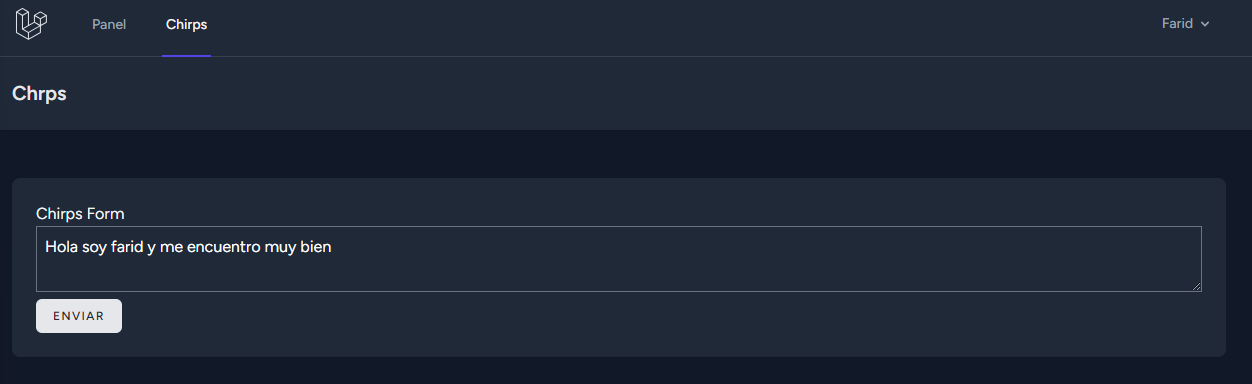 Panel Chirps Farid
Chrps
Chirps Form
Hola soy farid y me encuentro muy bien
ENVIAR